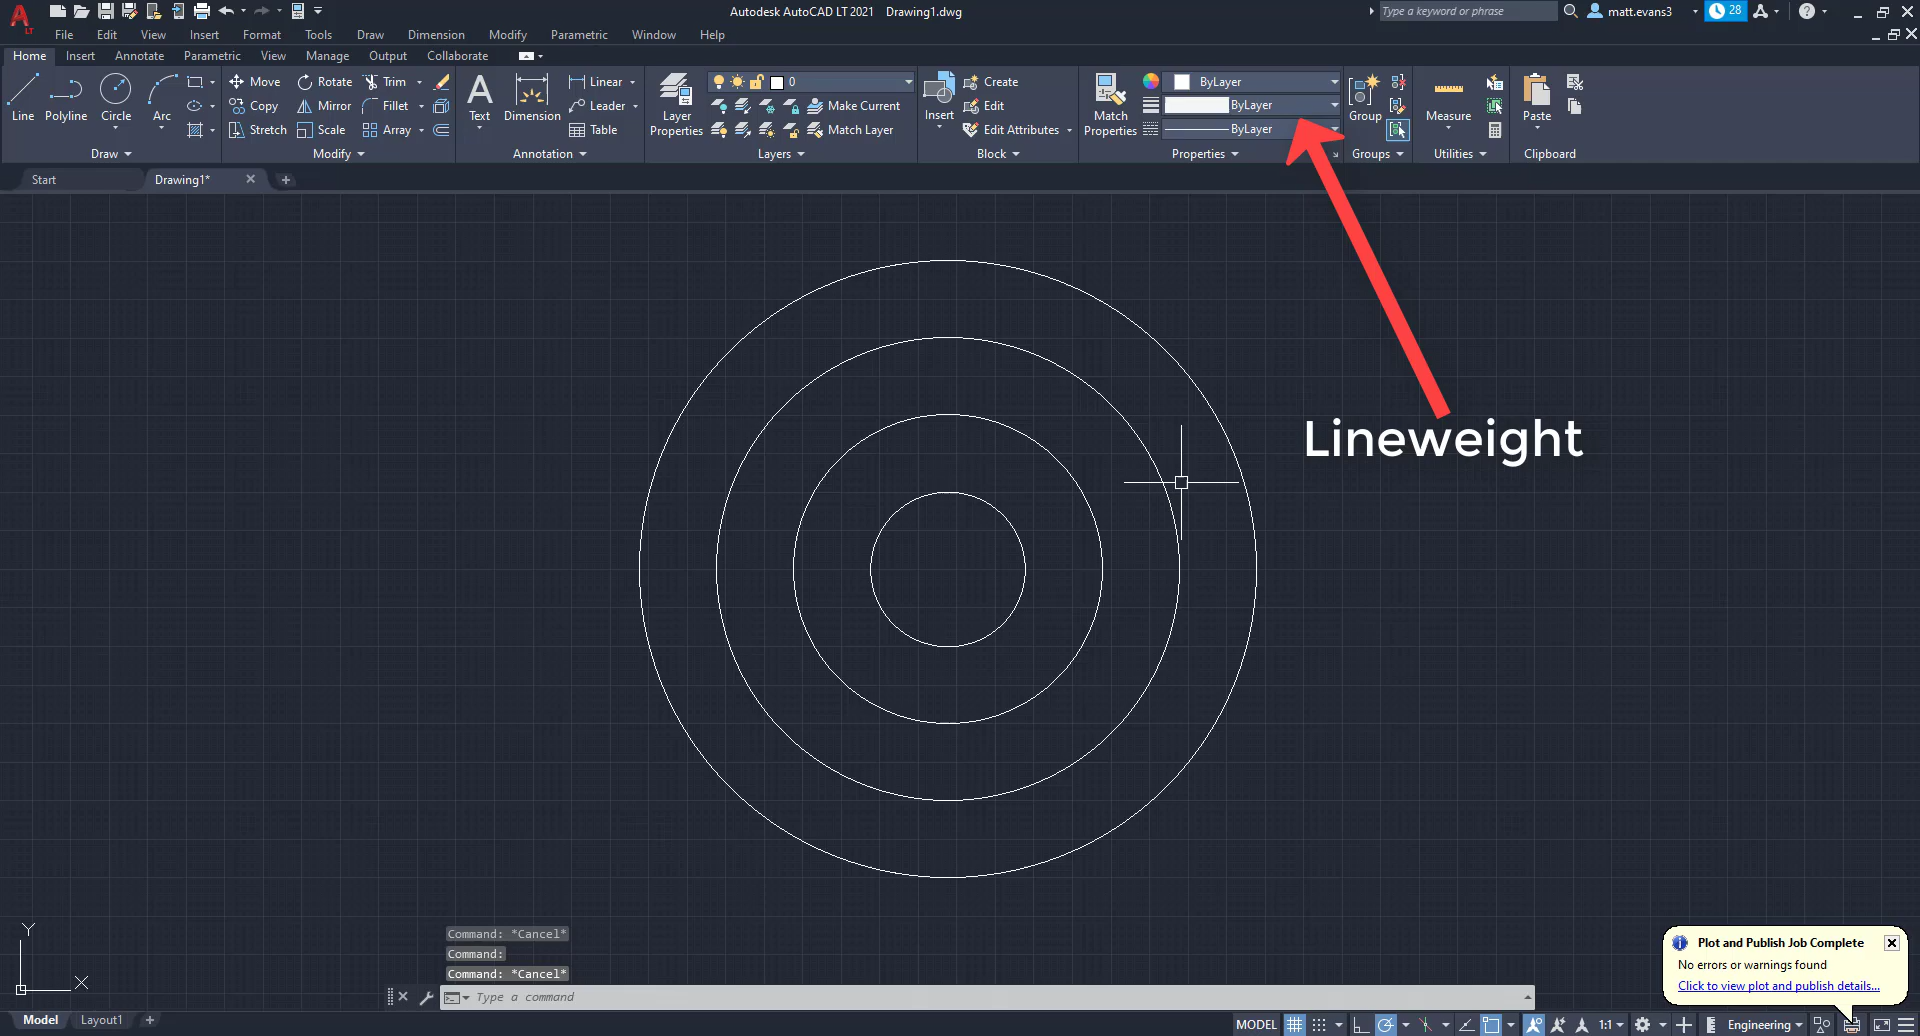 Autodesk AutoCAD LT 2021 Drawing1.dwg
Type a keyword or phrase
matt.evans3
28
LT
File Edit View Insert Format Tools Draw Dimension Modify Parametric Window Help
Home Insert Annotate Parametric View Manage Output Collaborate
Line
Polyline
Circle
Arc
Draw
Move Rotate Trim
Copy Mirror Fillet
Stretch Scale Array
Modify
Text
Dimension
Linear
Leader
Table
Annotation
Layer
Properties
0
Make Current
Match Layer
Layers
Insert
Create
Edit
Edit Attributes
Block
Match
Properties
ByLayer
ByLayer
ByLayer
Properties
Group
Groups
Measure
Utilities
Paste
Clipboard
Start
Drawing1*
Lineweight
Y
X
Command: *Cancel*
Command:
Command: *Cancel*
Type a command
Plot and Publish Job Complete
No errors or warnings found
Click to view plot and publish details...
Model Layout1
MODEL
1:1
Engineering